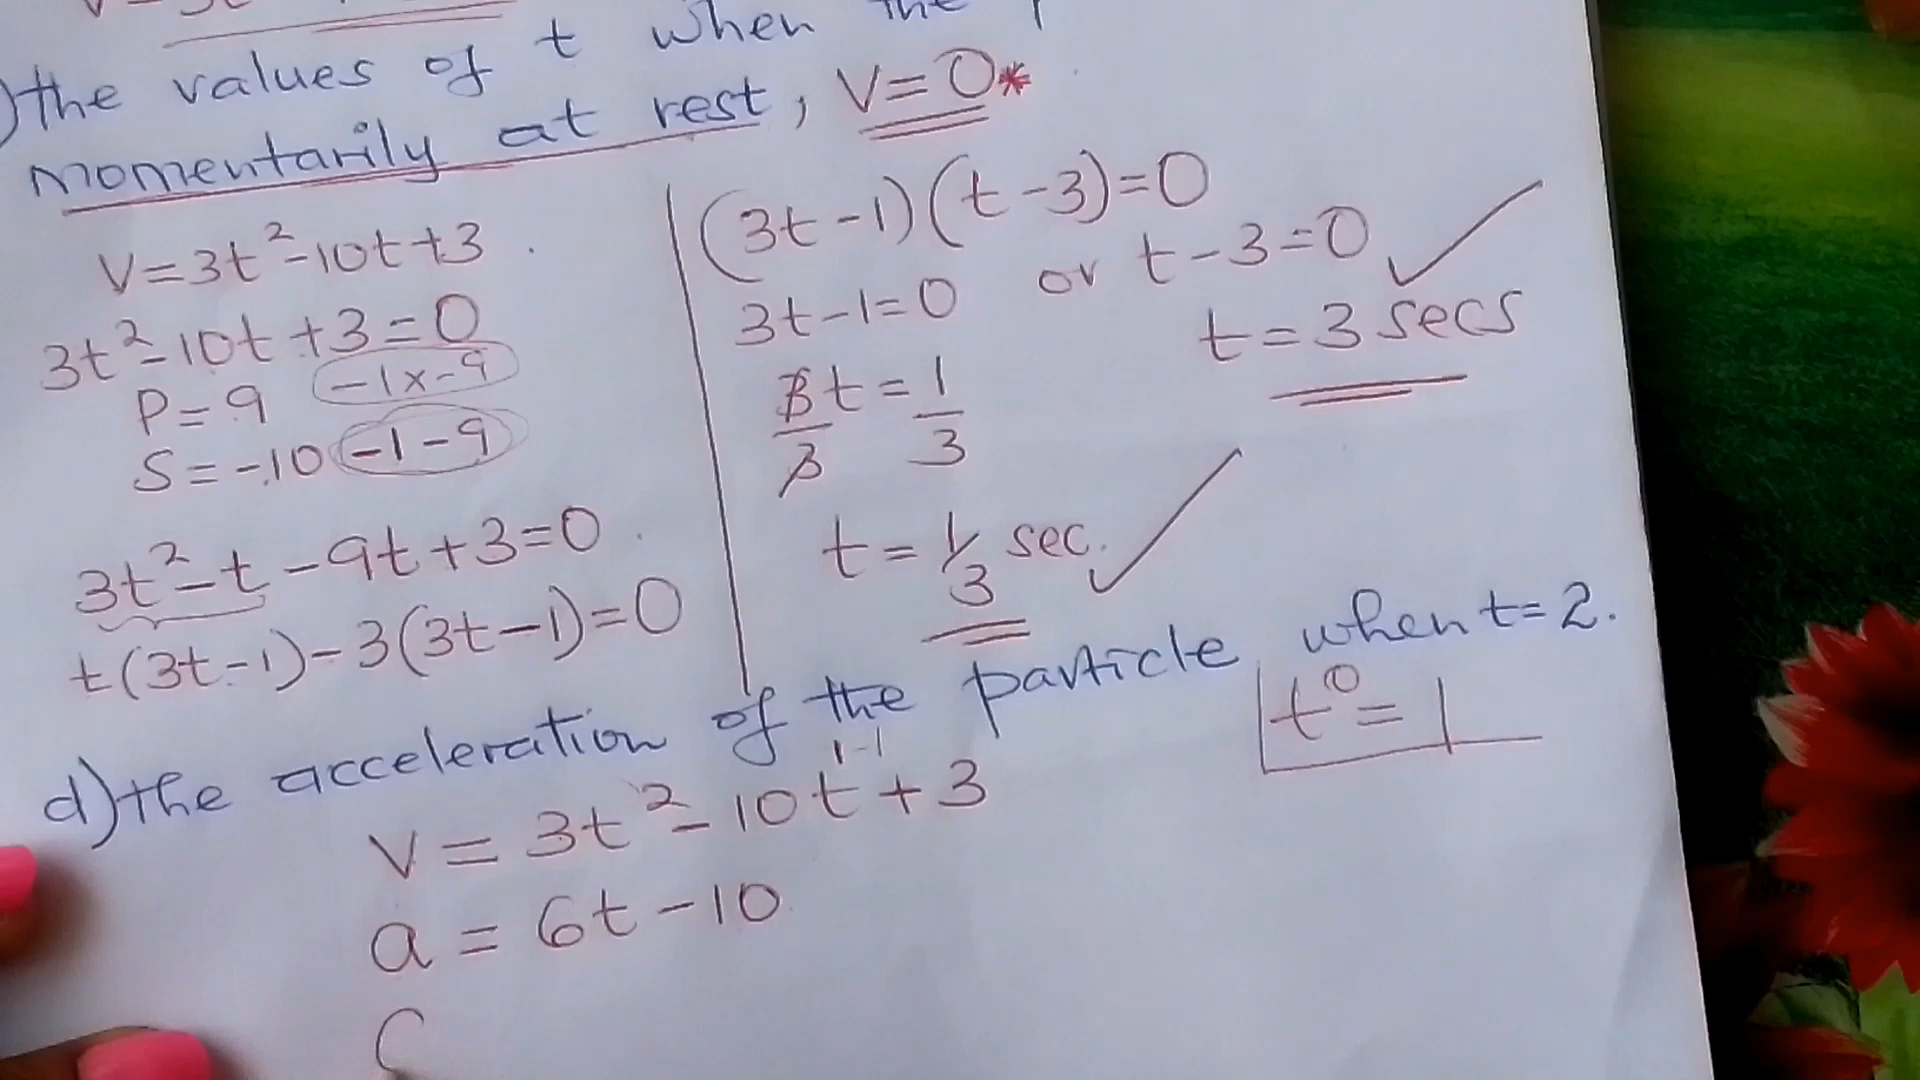 the values of t when the
momentarily at rest, V=0*
V=3t²-10t+3
3t²-10t+3=0
P=9 -1x-9
S=-10 -1-9
3t²-t-9t+3=0
t(3t-1)-3(3t-1)=0
(3t-1)(t-3)=0
3t-1=0 or t-3=0
t=3 secs
3t/3=1/3
t=1/3 sec.
d) the acceleration of the particle when t=2.
t⁰=1
1-1
V=3t²-10t+3
a=6t-10